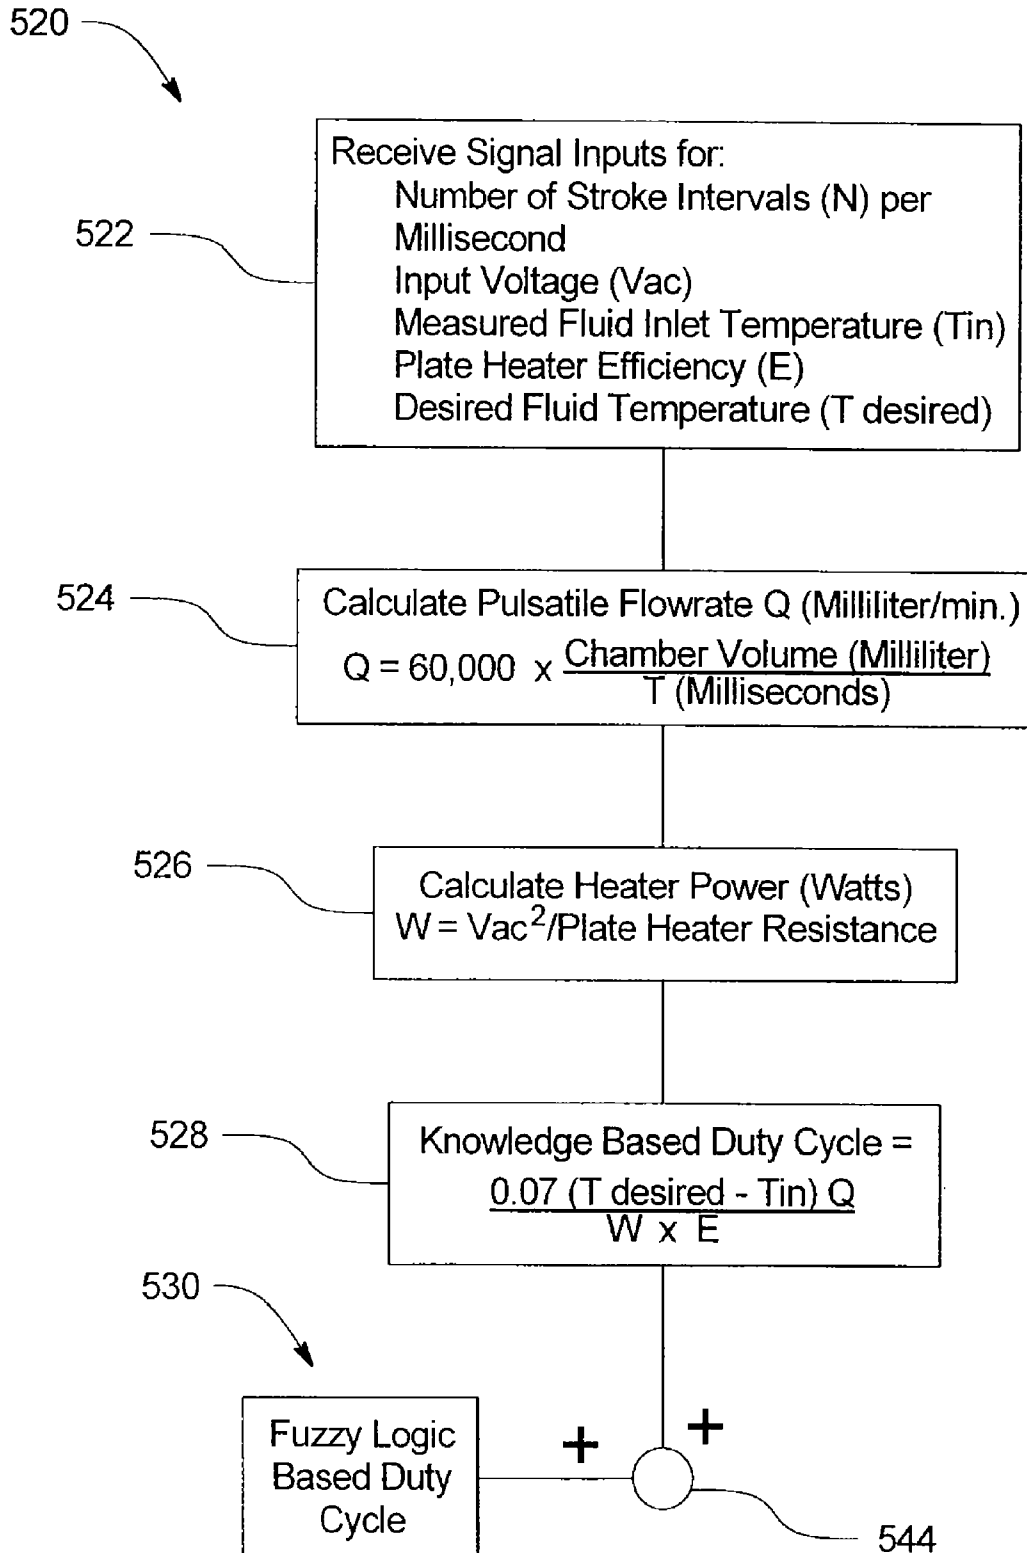 520
Receive Signal Inputs for:
Number of Stroke Intervals (N) per
Millisecond
522
Input Voltage (Vac)
Measured Fluid Inlet Temperature (Tin)
Plate Heater Efficiency (E)
Desired Fluid Temperature (T desired)
524
Calculate Pulsatile Flowrate Q (Milliliter/min.)
Q = 60,000 x Chamber Volume (Milliliter)
T (Milliseconds)
526
Calculate Heater Power (Watts)
W = Vac²/Plate Heater Resistance
528
Knowledge Based Duty Cycle =
0.07 (T desired - Tin) Q
W x E
530
Fuzzy Logic
Based Duty
Cycle
+
+
544